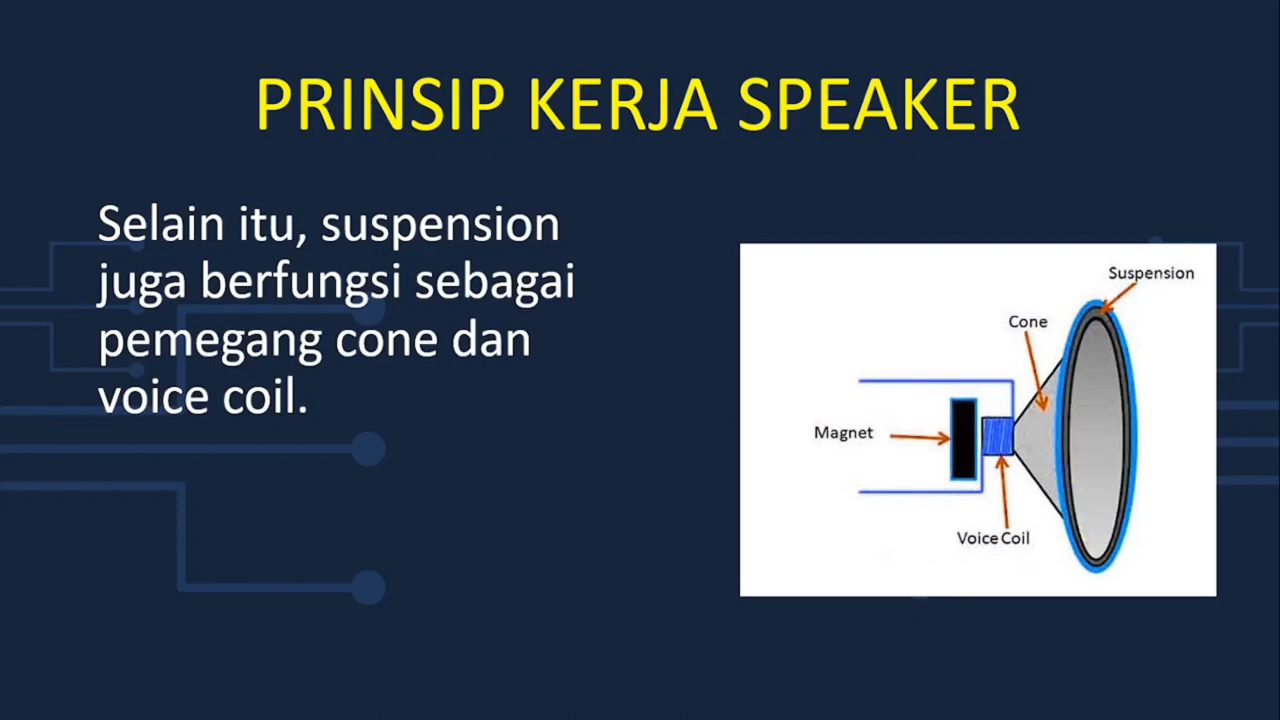 PRINSIP KERJA SPEAKER
Selain itu, suspension
juga berfungsi sebagai
pemegang cone dan
voice coil.
Suspension
Cone
Magnet
Voice Coil